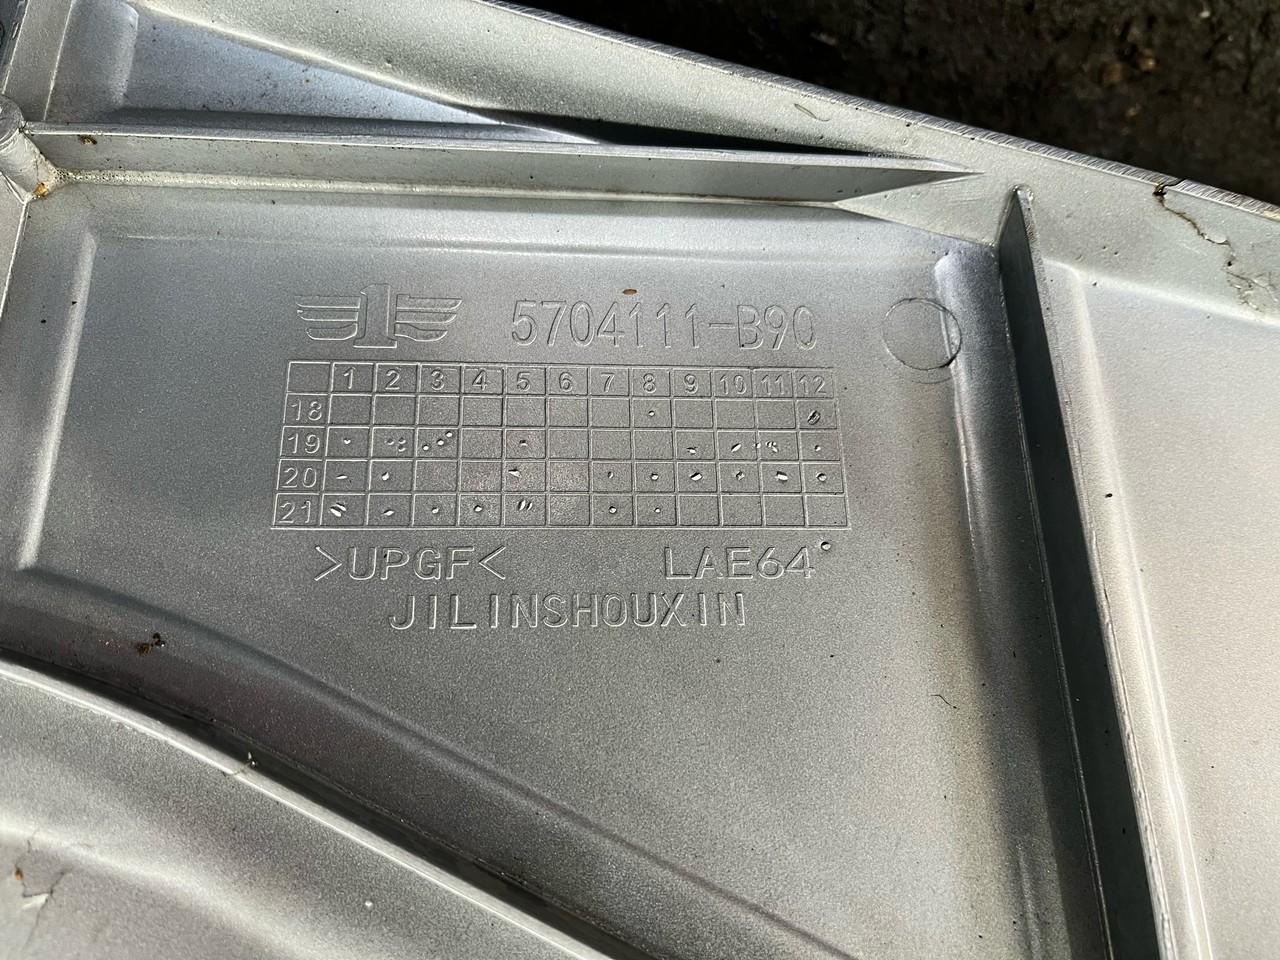 1 5704111-B90
1 2 3 4 5 6 7 8 9 10 11 12
18
19
20
21
>UPGF< LAE64
JILINSHOUXIN